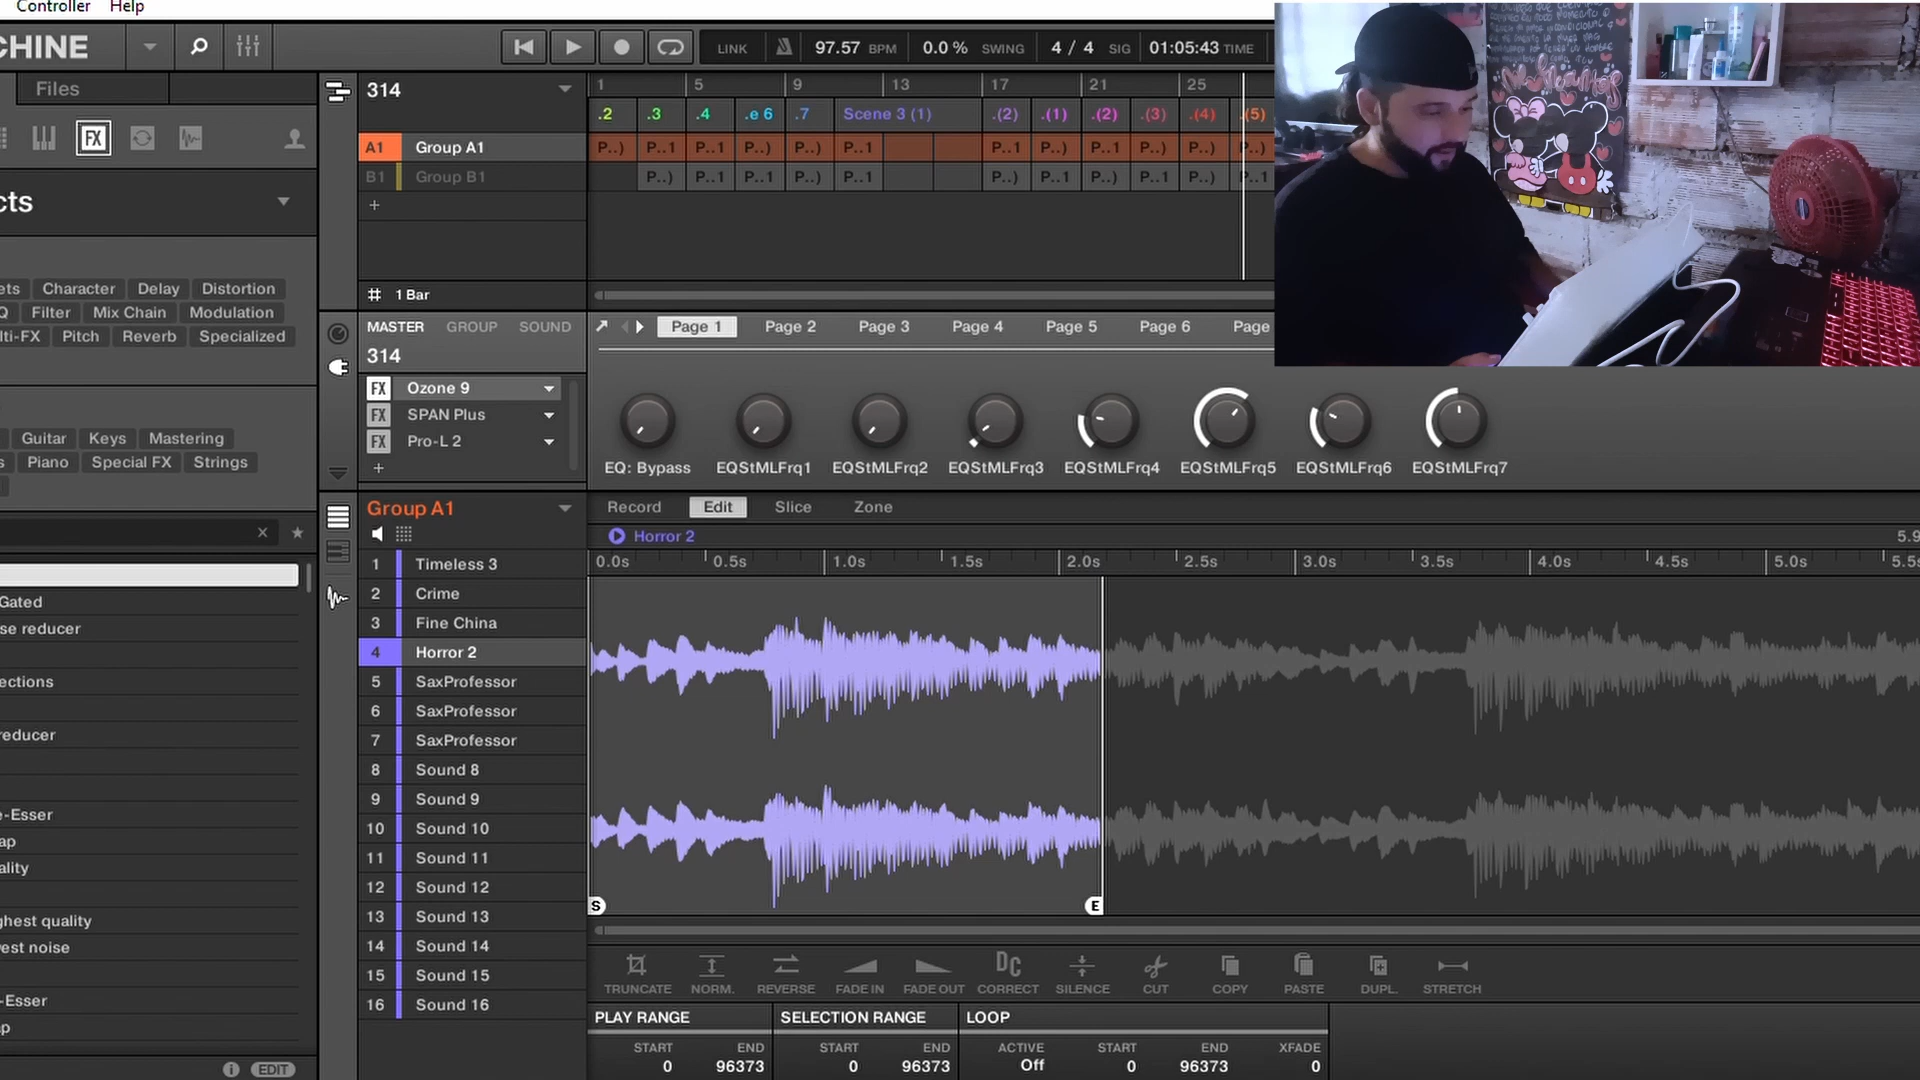 Controller Help
CHINE
LINK 97.57 BPM 0.0 % SWING 4 / 4 SIG 01:05:43 TIME
Files
314
1 5 9 13 17 21 25
.2 .3 .4 .e 6 .7 Scene 3 (1) .(2) .(1) .(2) .(3) .(4) .(5)
A1 Group A1 P..) P..1 P..1 P..) P..) P..1 P..1 P..1 P..1 P..) P..) P..)
B1 Group B1 P..) P..1 P..1 P..) P..1 P..) P..1 P..1 P..) P..) P..1
+
FX
cts
1 Bar
ets Character Delay Distortion
Q Filter Mix Chain Modulation
lti-FX Pitch Reverb Specialized
MASTER GROUP SOUND
Page 1 Page 2 Page 3 Page 4 Page 5 Page 6 Page
314
FX Ozone 9
FX SPAN Plus
FX Pro-L 2
+
EQ: Bypass EQStMLFrq1 EQStMLFrq2 EQStMLFrq3 EQStMLFrq4 EQStMLFrq5 EQStMLFrq6 EQStMLFrq7
Guitar Keys Mastering
s Piano Special FX Strings
Group A1
Record Edit Slice Zone
Horror 2 5.9
0.0s 0.5s 1.0s 1.5s 2.0s 2.5s 3.0s 3.5s 4.0s 4.5s 5.0s 5.5s
1 Timeless 3
2 Crime
3 Fine China
4 Horror 2
5 SaxProfessor
6 SaxProfessor
7 SaxProfessor
8 Sound 8
9 Sound 9
10 Sound 10
11 Sound 11
12 Sound 12
13 Sound 13
14 Sound 14
15 Sound 15
16 Sound 16
Gated
se reducer
ections
reducer
e-Esser
ap
ality
ghest quality
est noise
-Esser
p
EDIT
S E
TRUNCATE NORM. REVERSE FADE IN FADE OUT DC CORRECT SILENCE CUT COPY PASTE DUPL. STRETCH
PLAY RANGE SELECTION RANGE LOOP
START END START END ACTIVE START END XFADE
0 96373 0 96373 Off 0 96373 0